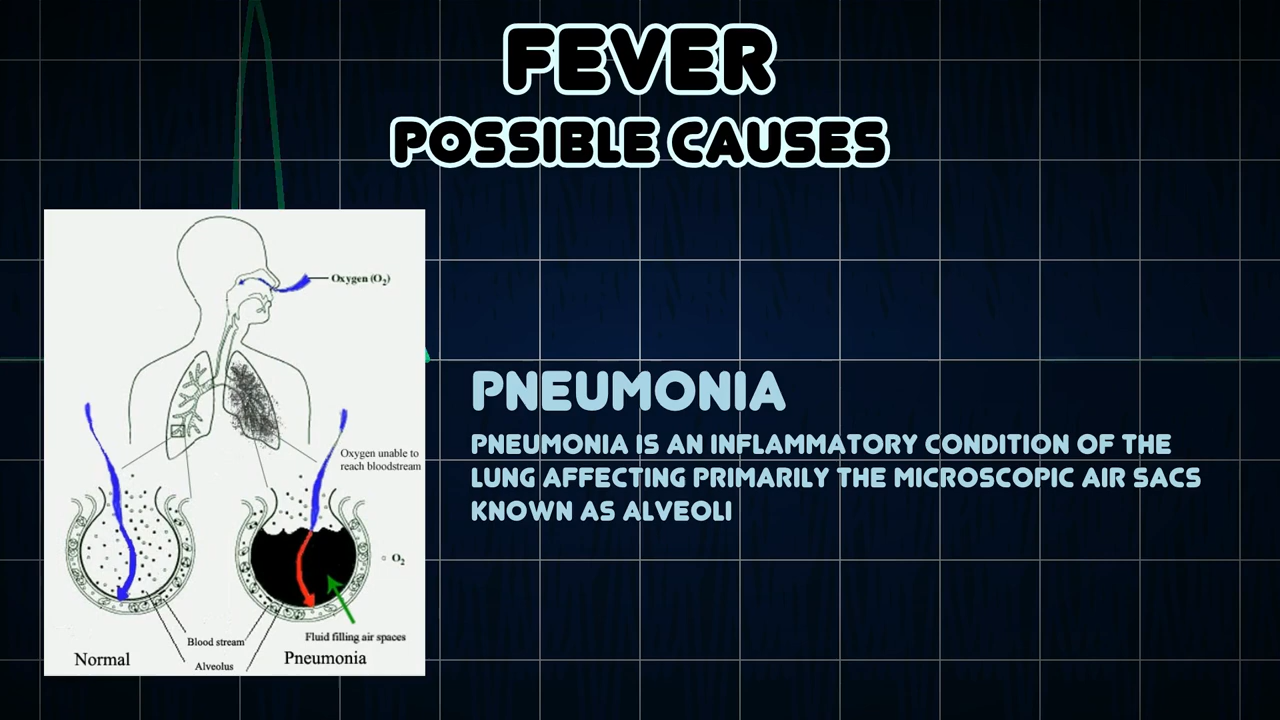 FEVER
POSSIBLE CAUSES
Oxygen (O₂)
PNEUMONIA
PNEUMONIA IS AN INFLAMMATORY CONDITION OF THE
LUNG AFFECTING PRIMARILY THE MICROSCOPIC AIR SACS
KNOWN AS ALVEOLI
Oxygen unable to
reach bloodstream
O₂
Blood stream
Fluid filling air spaces
Alveolus
Normal
Pneumonia